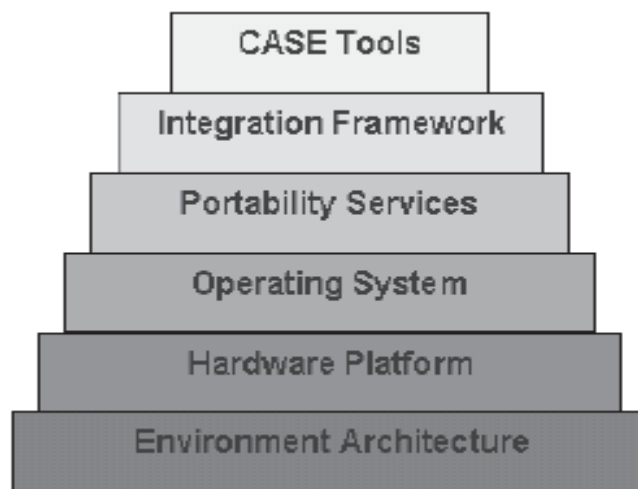 CASE Tools
Integration Framework
Portability Services
Operating System
Hardware Platform
Environment Architecture